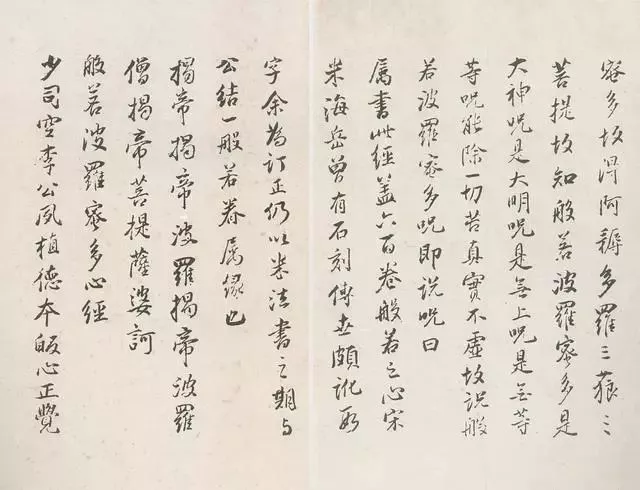 密多故得阿耨多羅三藐三
菩提故知般若波羅蜜多是
大神呪是大明呪是無上呪是無等
等呪能除一切苦真實不虛故說般
若波羅蜜多呪即說呪曰
属書此經蓋六百卷般若之心宋
米海岳曾有石刻傳世頗訛數
字余為訂正仍以米法書之期与
公結一般若眷属緣也
揭帝揭帝波羅揭帝波羅
僧揭帝菩提薩婆訶
般若波羅蜜多心經
少司空李公夙植德本皈心正覺